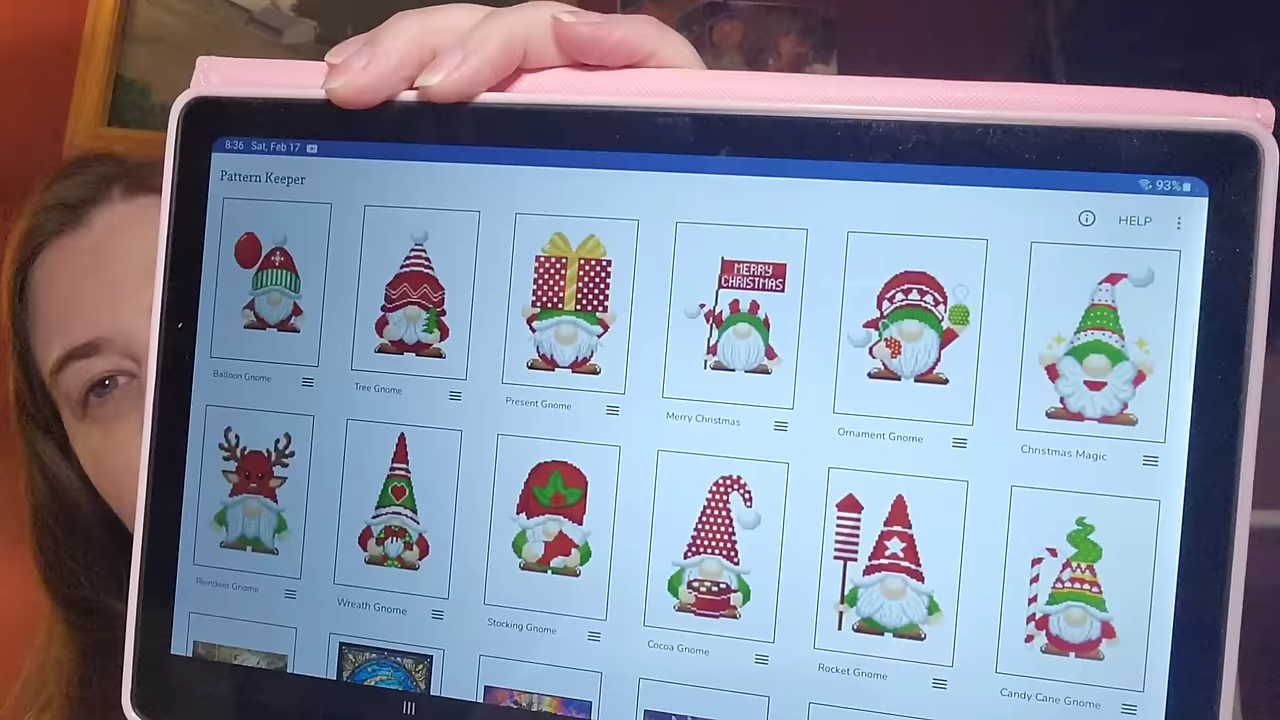 8:36 Sat, Feb 17
93%
Pattern Keeper
HELP
MERRY
CHRISTMAS
Balloon Gnome
Tree Gnome
Present Gnome
Merry Christmas
Ornament Gnome
Christmas Magic
Reindeer Gnome
Wreath Gnome
Stocking Gnome
Cocoa Gnome
Rocket Gnome
Candy Cane Gnome